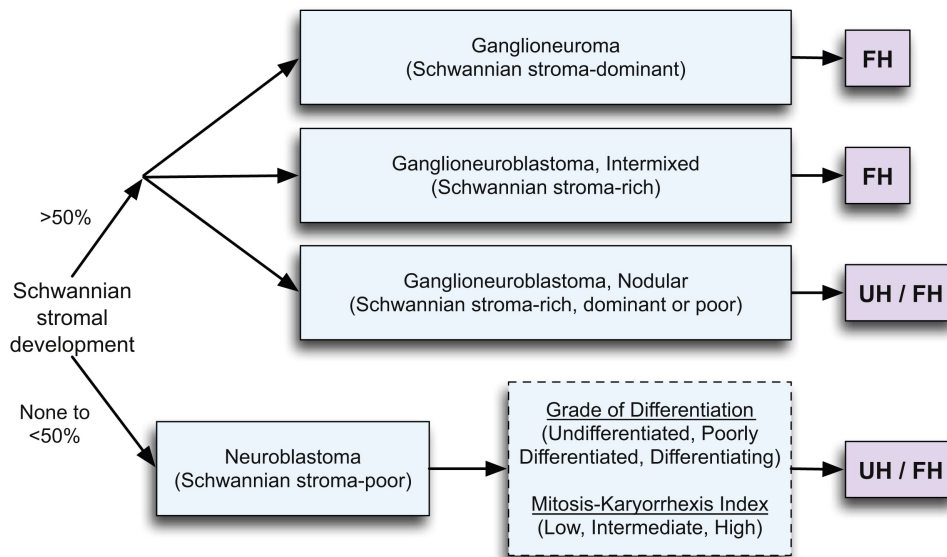 Ganglioneuroma
(Schwannian stroma-dominant)
FH
Ganglioneuroblastoma, Intermixed
(Schwannian stroma-rich)
FH
>50%
Ganglioneuroblastoma, Nodular
(Schwannian stroma-rich, dominant or poor)
UH / FH
Schwannian
stromal
development
None to
<50%
Neuroblastoma
(Schwannian stroma-poor)
Grade of Differentiation
(Undifferentiated, Poorly
Differentiated, Differentiating)
Mitosis-Karyorrhexis Index
(Low, Intermediate, High)
UH / FH